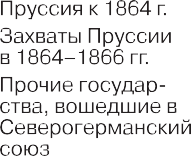 Пруссия к 1864 г.
Захваты Пруссии
в 1864–1866 гг.
Прочие государ-
ства, вошедшие в
Северогерманский
союз